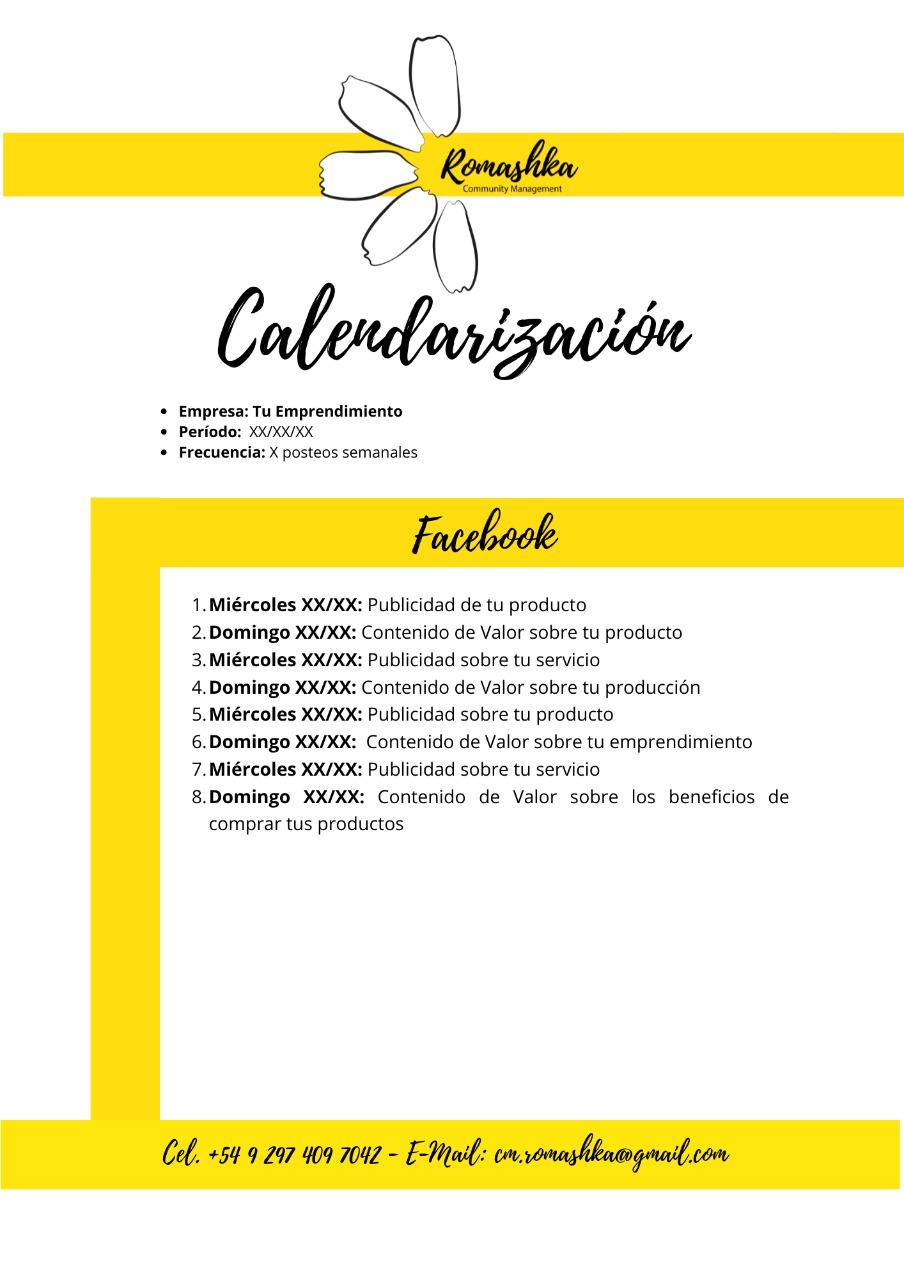 Romashka
Community Management
Calendarización
• Empresa: Tu Emprendimiento
• Período:  XX/XX/XX
• Frecuencia: X posteos semanales
Facebook
1. Miércoles XX/XX: Publicidad de tu producto
2. Domingo XX/XX: Contenido de Valor sobre tu producto
3. Miércoles XX/XX: Publicidad sobre tu servicio
4. Domingo XX/XX: Contenido de Valor sobre tu producción
5. Miércoles XX/XX: Publicidad sobre tu producto
6. Domingo XX/XX:  Contenido de Valor sobre tu emprendimiento
7. Miércoles XX/XX: Publicidad sobre tu servicio
8. Domingo XX/XX: Contenido de Valor sobre los beneficios de
comprar tus productos
Cel. +54 9 297 409 7042 - E-Mail: cm.romashka@gmail.com